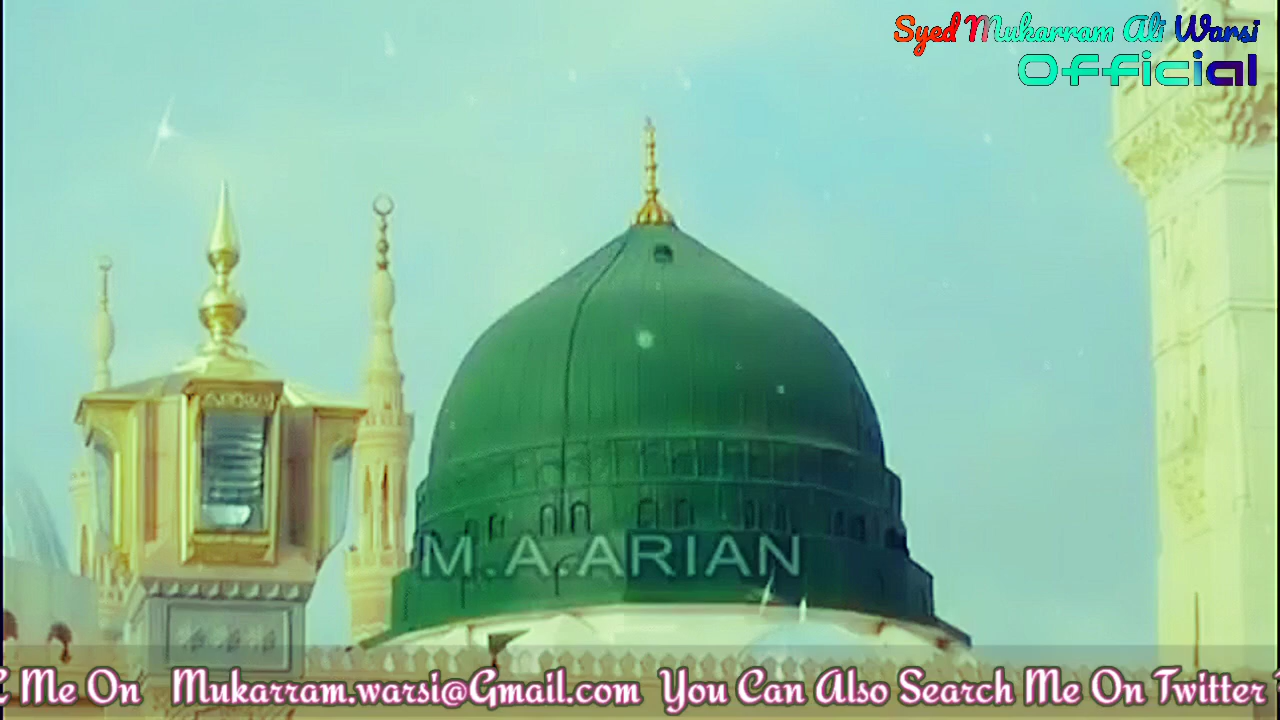 Syed Mukarram Ali Warsi
Official
M.A.ARIAN
Me On Mukarram.warsi@Gmail.com You Can Also Search Me On Twitter